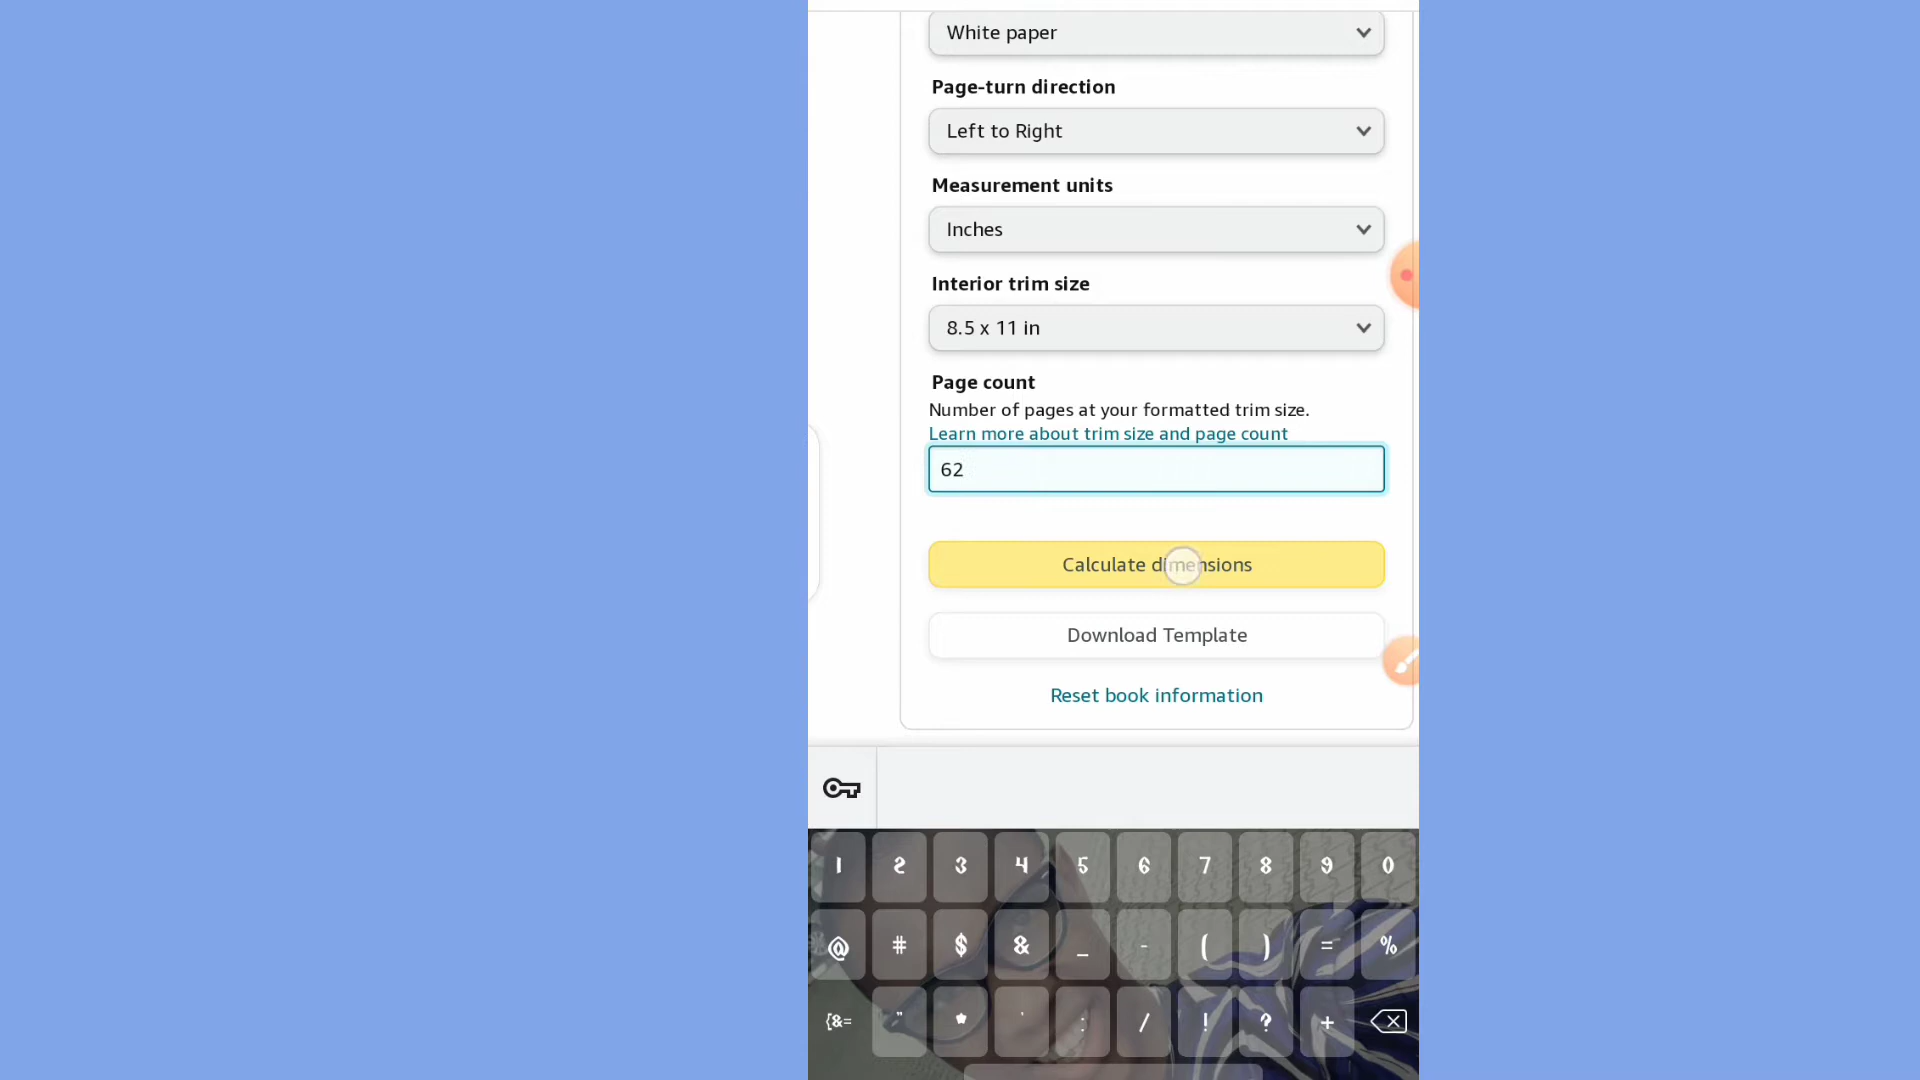 White paper
Page-turn direction
Left to Right
Measurement units
Inches
Interior trim size
8.5 x 11 in
Page count
Number of pages at your formatted trim size.
Learn more about trim size and page count
62
Calculate dimensions
Download Template
Reset book information
1 2 3 4 5 6 7 8 9 0
@ # $ & _ - ( ) = %
{&= " * ' : / ! ? +